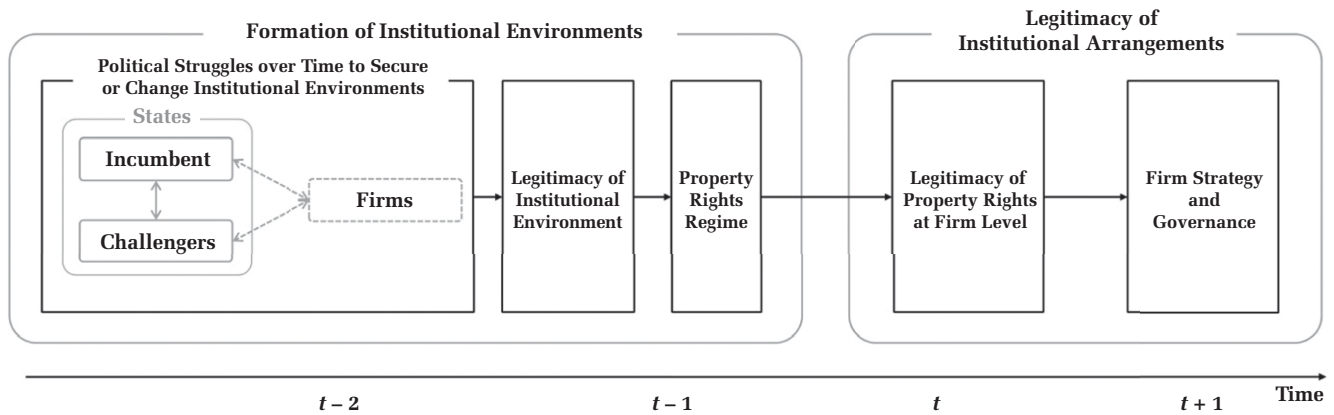 Formation of Institutional Environments
Legitimacy of
Institutional Arrangements
Political Struggles over Time to Secure
or Change Institutional Environments
States
Incumbent
Challengers
Firms
Legitimacy of
Institutional
Environment
Property
Rights
Regime
Legitimacy of
Property Rights
at Firm Level
Firm Strategy
and
Governance
t – 2
t – 1
t
t + 1
Time